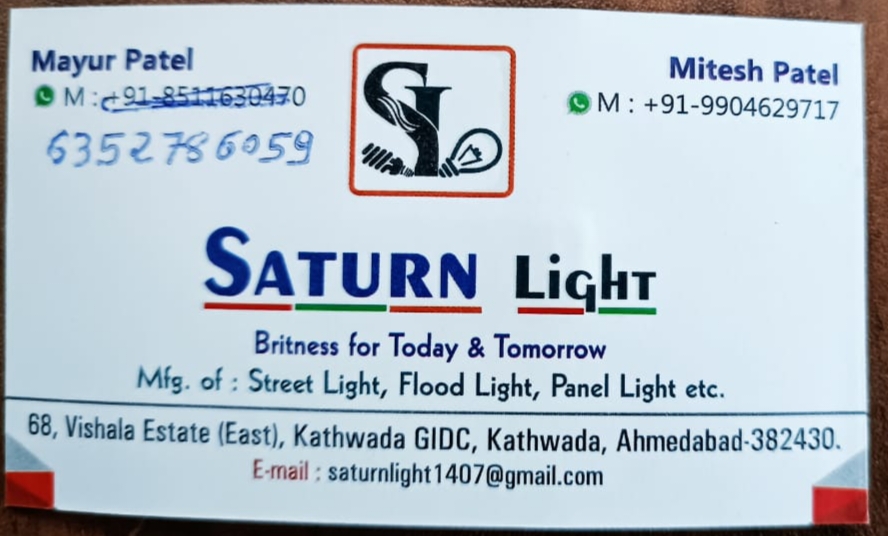 Mayur Patel
M : +91-8511630470
6352786059
Mitesh Patel
M : +91-9904629717
SL
SATURN Light
Britness for Today & Tomorrow
Mfg. of : Street Light, Flood Light, Panel Light etc.
68, Vishala Estate (East), Kathwada GIDC, Kathwada, Ahmedabad-382430.
E-mail : saturnlight1407@gmail.com